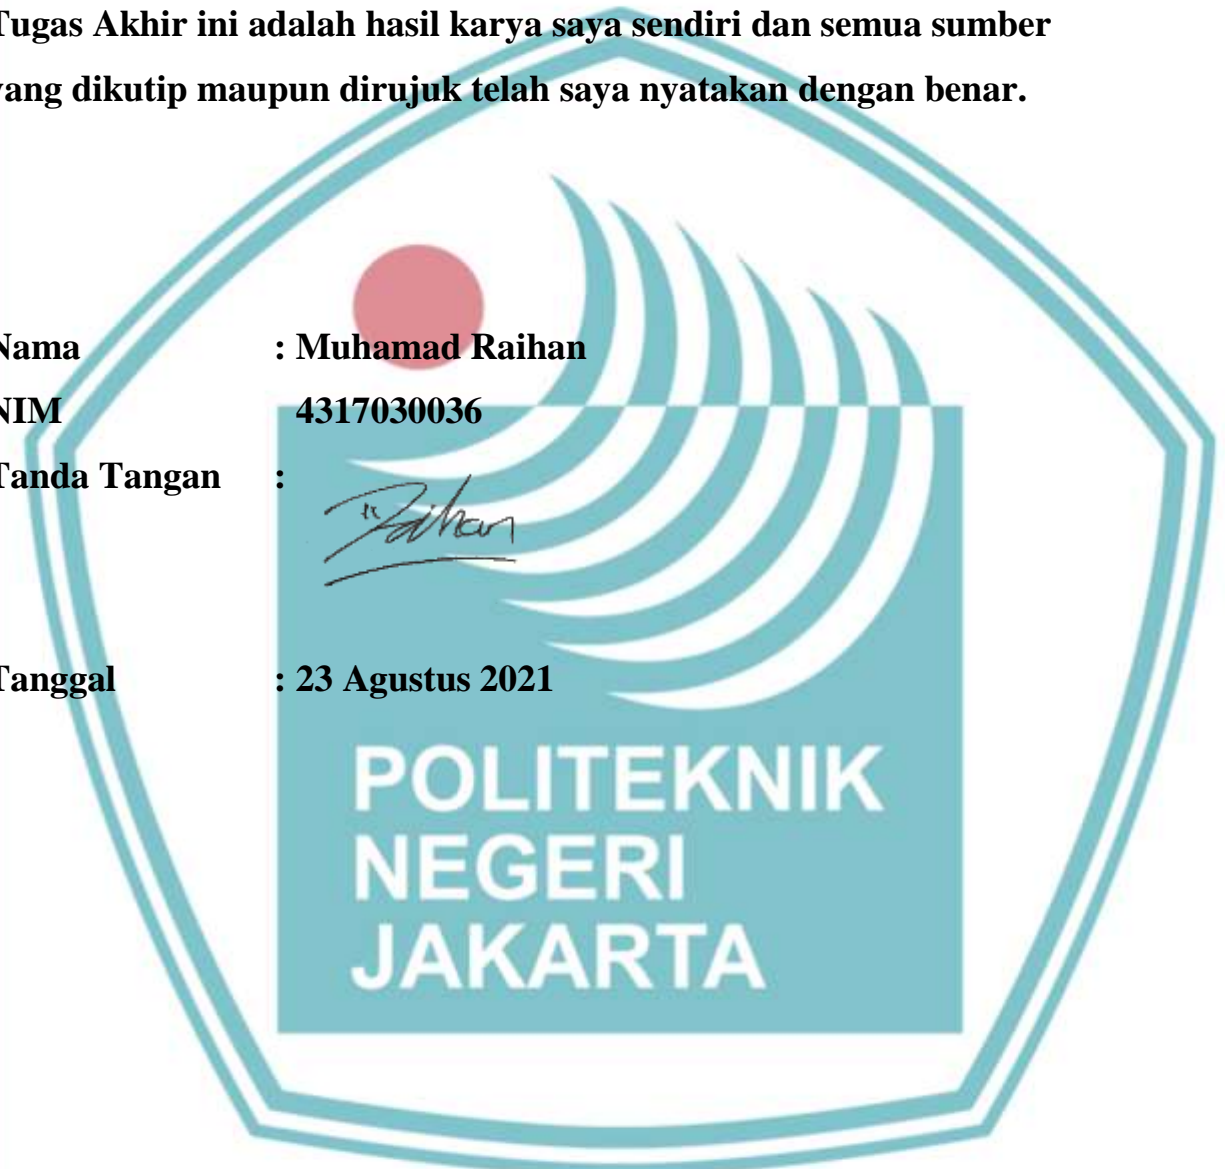 Tugas Akhir ini adalah hasil karya saya sendiri dan semua sumber
yang dikutip maupun dirujuk telah saya nyatakan dengan benar.
Nama : Muhamad Raihan
NIM 4317030036
Tanda Tangan :
Raihan
Tanggal : 23 Agustus 2021
POLITEKNIK
NEGERI
JAKARTA